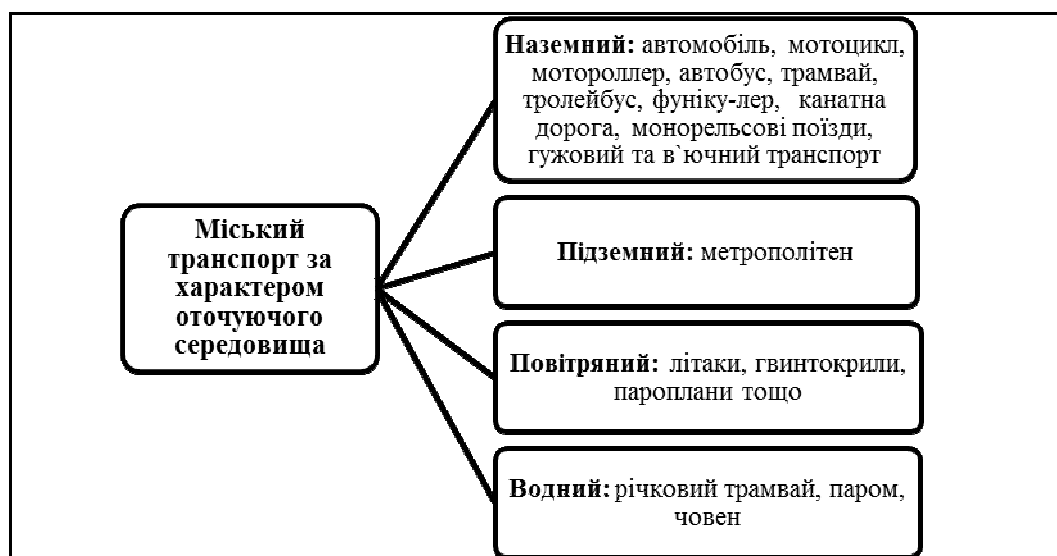 Міський
транспорт за
характером
оточуючого
середовища
Наземний: автомобіль, мотоцикл,
мотороллер, автобус, трамвай,
тролейбус, фуніку-лер, канатна
дорога, монорельсові поїзди,
гужовий та в`ючний транспорт
Підземний: метрополітен
Повітряний: літаки, гвинтокрили,
пароплани тощо
Водний: річковий трамвай, паром,
човен